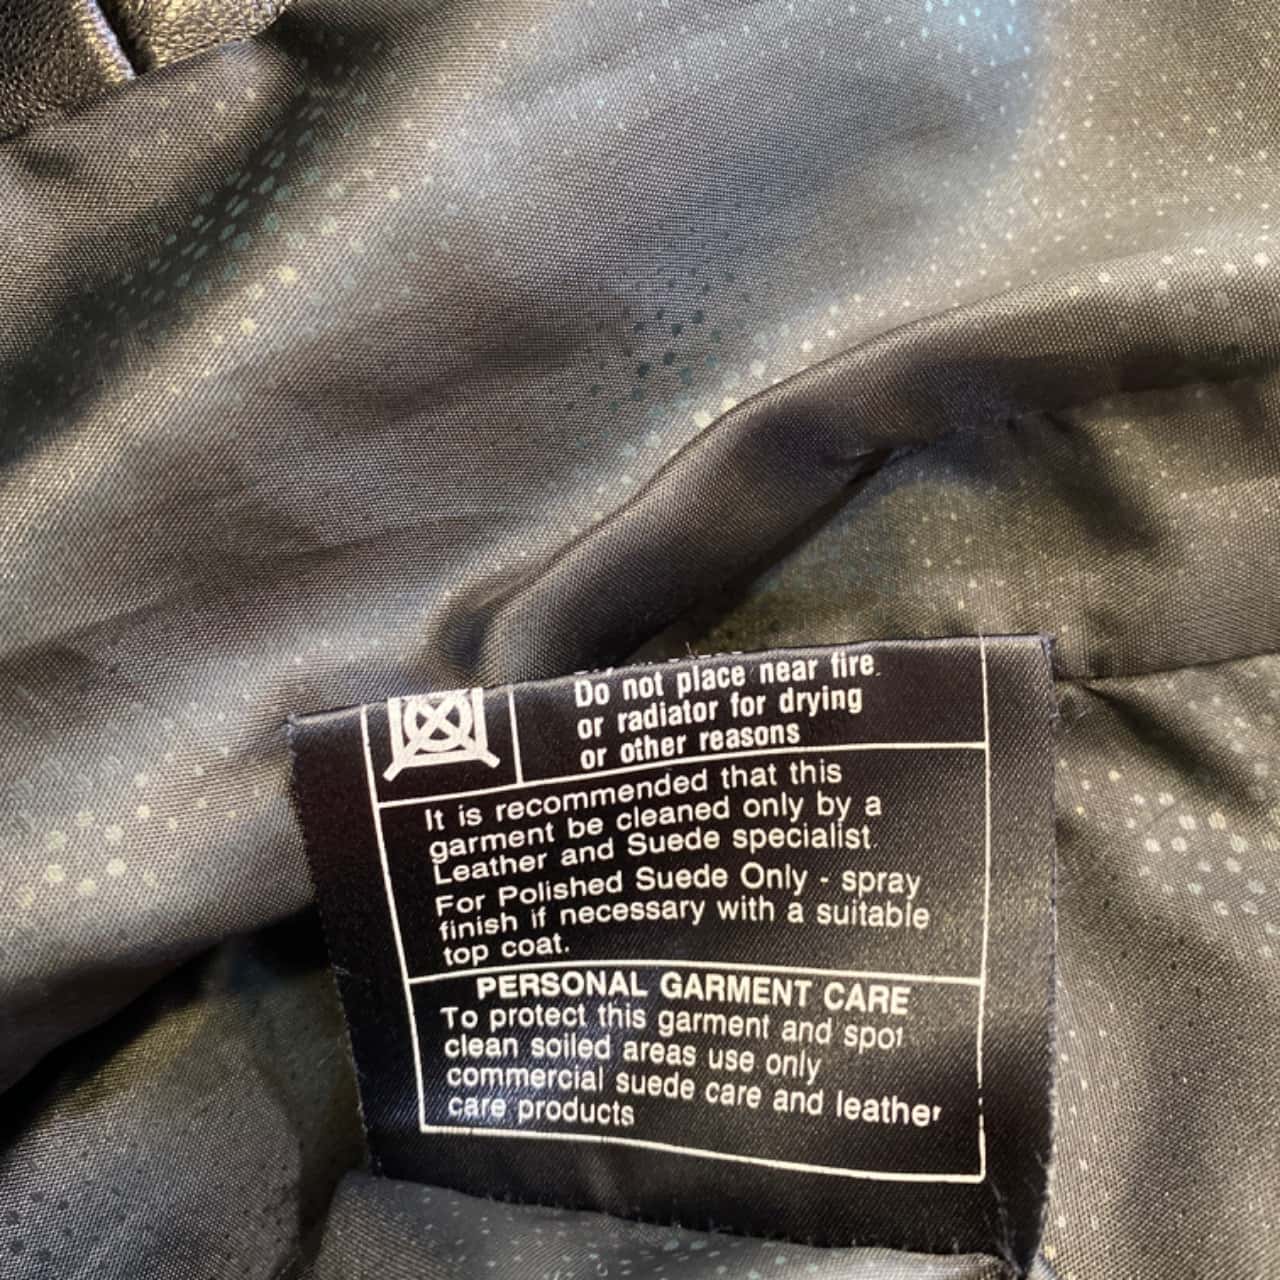 Do not place near fire
or radiator for drying
or other reasons
It is recommended that this
garment be cleaned only by a
Leather and Suede specialist.
For Polished Suede Only - spray
finish if necessary with a suitable
top coat.
PERSONAL GARMENT CARE
To protect this garment and spot
clean soiled areas use only
commercial suede care and leather
care products